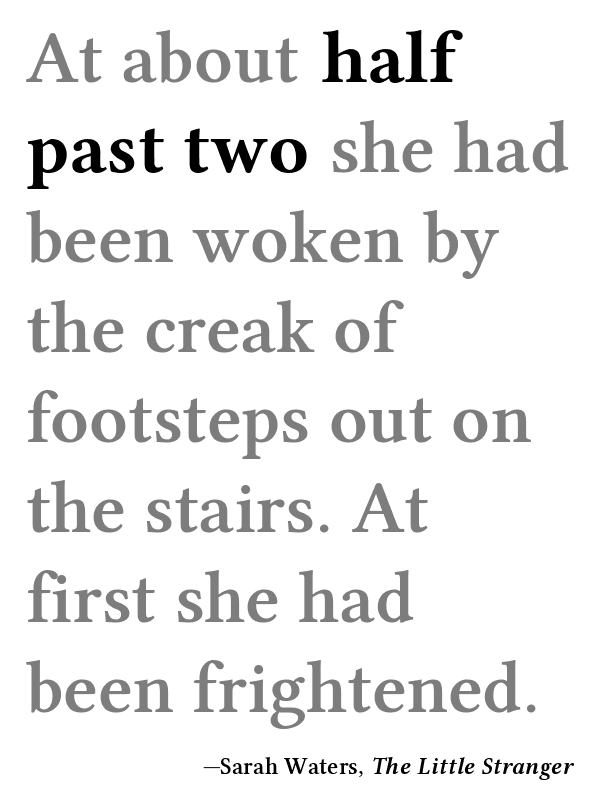 At about half
past two she had
been woken by
the creak of
footsteps out on
the stairs. At
first she had
been frightened.
—Sarah Waters, The Little Stranger